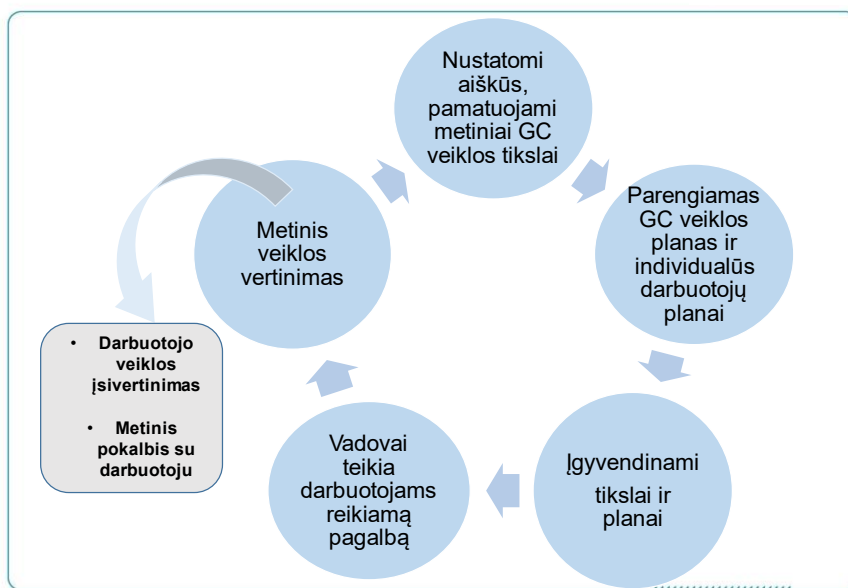 Nustatomi
aiškūs,
pamatuojami
metiniai GC
veiklos tikslai
Parengiamas
GC veiklos
planas ir
individualūs
darbuotojų
planai
Įgyvendinami
tikslai ir
planai
Vadovai
teikia
darbuotojams
reikiamą
pagalbą
Metinis
veiklos
vertinimas
• Darbuotojo
veiklos
įsivertinimas
• Metinis
pokalbis su
darbuotoju